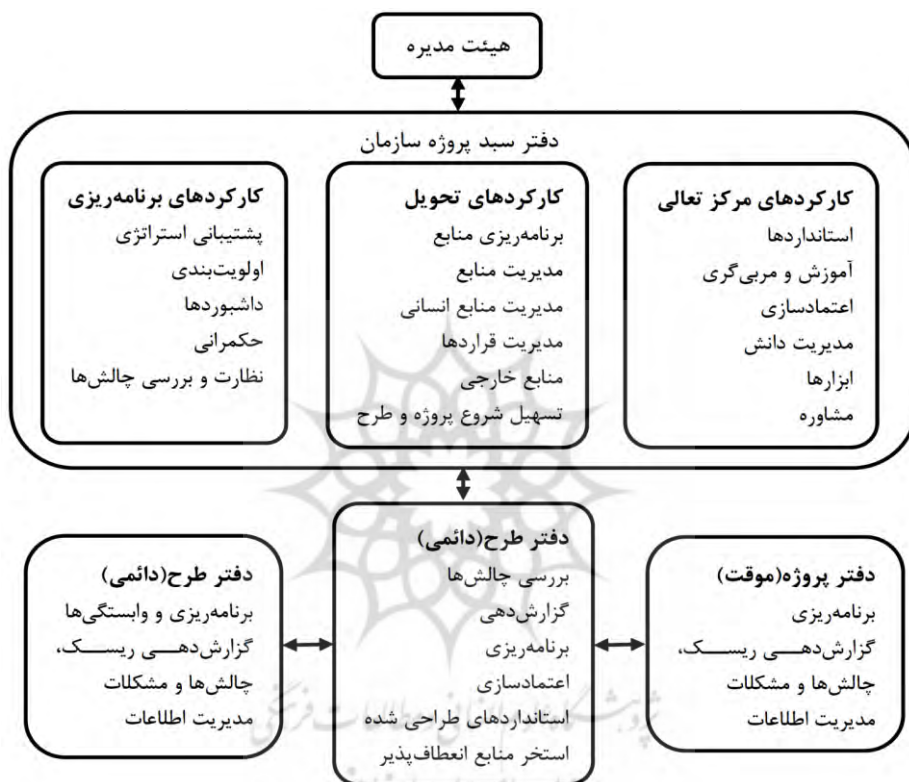 هیئت مدیره
دفتر سبد پروژه سازمان
کارکردهای مرکز تعالی
استانداردها
آموزش و مربی‌گری
اعتمادسازی
مدیریت دانش
ابزارها
مشاوره
کارکردهای تحویل
برنامه‌ریزی منابع
مدیریت منابع
مدیریت منابع انسانی
مدیریت قراردها
منابع خارجی
تسهیل شروع پروژه و طرح
کارکردهای برنامه‌ریزی
پشتیبانی استراتژی
اولویت‌بندی
داشبوردها
حکمرانی
نظارت و بررسی چالش‌ها
دفتر پروژه(موقت)
برنامه‌ریزی
گزارش‌دهی ریسک،
چالش‌ها و مشکلات
مدیریت اطلاعات
دفتر طرح(دائمی)
بررسی چالش‌ها
گزارش‌دهی
برنامه‌ریزی
اعتمادسازی
استانداردهای طراحی شده
استخر منابع انعطاف‌پذیر
دفتر طرح(دائمی)
برنامه‌ریزی و وابستگی‌ها
گزارش‌دهی ریسک،
چالش‌ها و مشکلات
مدیریت اطلاعات
پژوهشگاه علوم انسانی و مطالعات فرهنگی